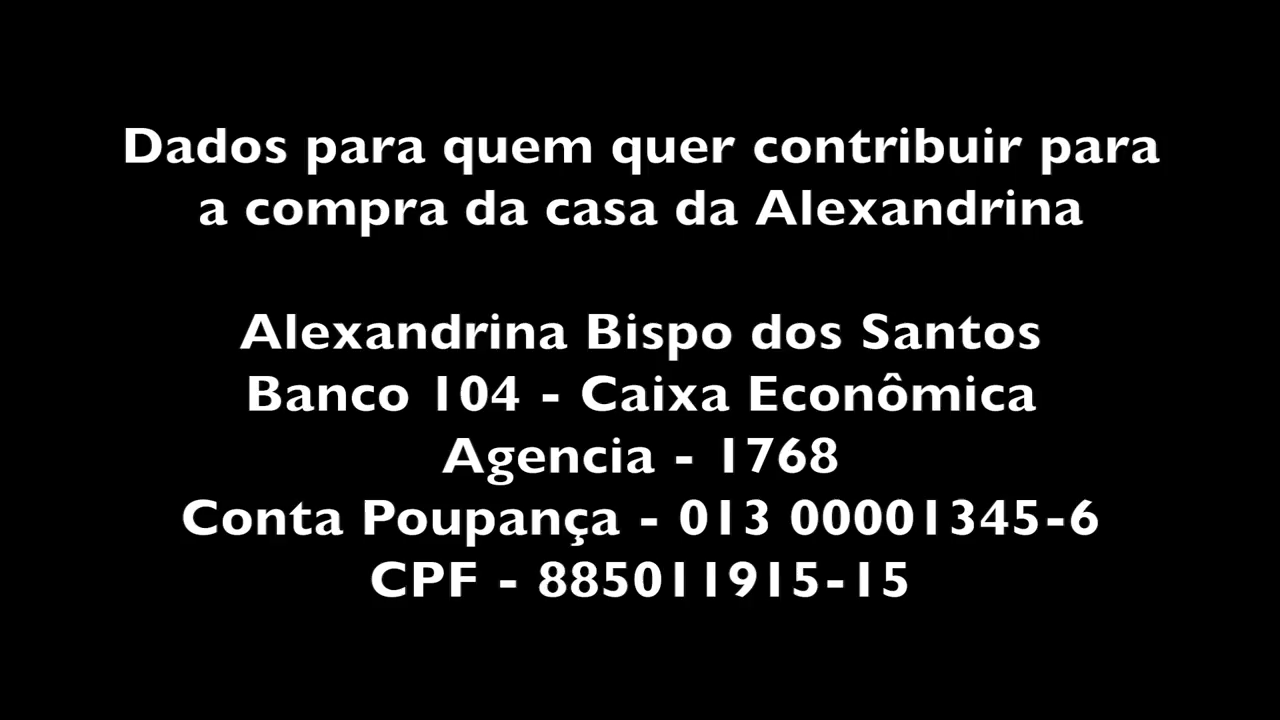 Dados para quem quer contribuir para
a compra da casa da Alexandrina
Alexandrina Bispo dos Santos
Banco 104 - Caixa Econômica
Agencia - 1768
Conta Poupança - 013 00001345-6
CPF - 885011915-15